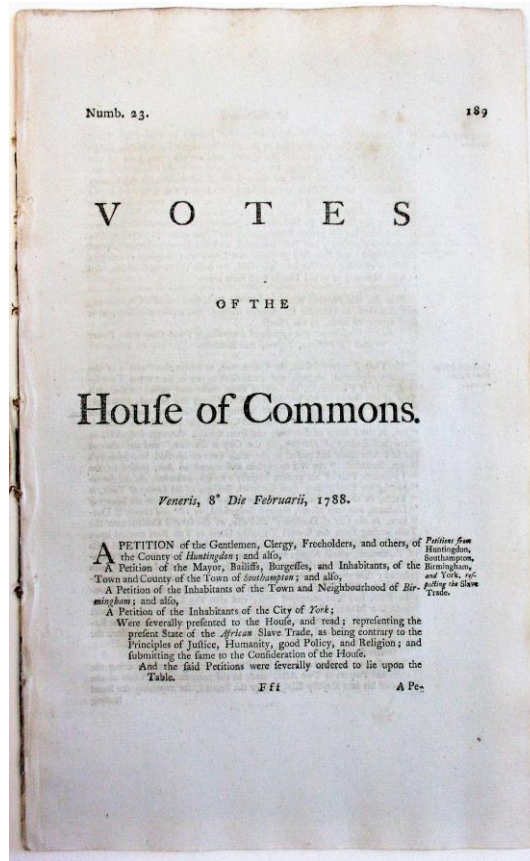 Numb. 23. 189
VOTES
OF THE
Houſe of Commons.
Veneris, 8° Die Februarii, 1788.
A PETITION of the Gentlemen, Clergy, Freeholders, and others, of
the County of Huntingdon; and alſo,
A Petition of the Mayor, Bailiffs, Burgeſſes, and Inhabitants, of the
Town and County of the Town of Southampton; and alſo,
A Petition of the Inhabitants of the Town and Neighbourhood of Bir-
mingham; and alſo,
A Petition of the Inhabitants of the City of York;
Were ſeverally preſented to the Houſe, and read; repreſenting the
preſent State of the African Slave Trade, as being contrary to the
Principles of Juſtice, Humanity, good Policy, and Religion; and
ſubmitting the ſame to the Conſideration of the Houſe.
And the ſaid Petitions were ſeverally ordered to lie upon the
Table.
Petitions from
Huntingdon,
Southampton,
Birmingham,
and York, reſ-
pecting the Slave
Trade.
F f f A Pe-